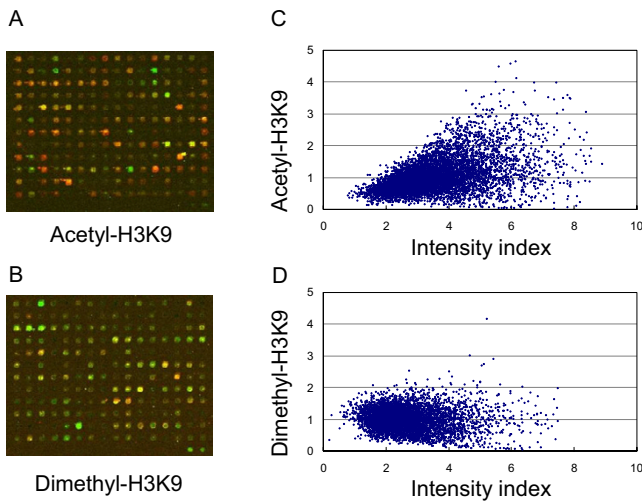 A
Acetyl-H3K9
B
Dimethyl-H3K9
C
Acetyl-H3K9
5
4
3
2
1
0
0 2 4 6 8 10
Intensity index
D
Dimethyl-H3K9
5
4
3
2
1
0
0 2 4 6 8 10
Intensity index